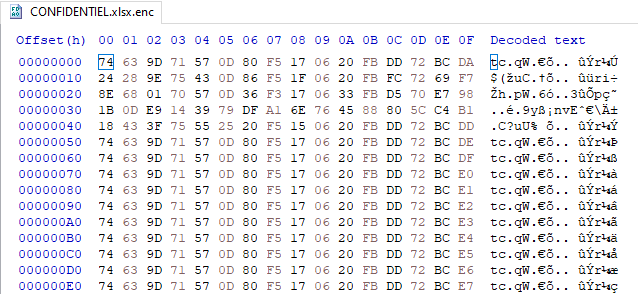 CONFIDENTIEL.xlsx.enc
Offset(h) 00 01 02 03 04 05 06 07 08 09 0A 0B 0C 0D 0E 0F Decoded text
00000000 74 63 9D 71 57 0D 80 F5 17 06 20 FB DD 72 BC DA tc.qW.€õ.. ûÝr¼Ú
00000010 24 28 9E 75 43 0D 86 F5 1F 06 20 FB FC 72 69 F7 $(žuC.†õ.. ûüri÷
00000020 8E 68 01 70 57 0D 36 F3 17 06 33 FB D5 70 E7 98 Žh.pW.6ó..3ûÕpç˜
00000030 1B 0D E9 14 39 79 DF A1 6E 76 45 88 80 5C C4 B1 ..é.9yß¡nvEˆ€\Ä±
00000040 18 43 3F 75 55 25 20 F5 15 06 20 FB DD 72 BC DD .C?uU% õ.. ûÝr¼Ý
00000050 74 63 9D 71 57 0D 80 F5 17 06 20 FB DD 72 BC DE tc.qW.€õ.. ûÝr¼Þ
00000060 74 63 9D 71 57 0D 80 F5 17 06 20 FB DD 72 BC DF tc.qW.€õ.. ûÝr¼ß
00000070 74 63 9D 71 57 0D 80 F5 17 06 20 FB DD 72 BC E0 tc.qW.€õ.. ûÝr¼à
00000080 74 63 9D 71 57 0D 80 F5 17 06 20 FB DD 72 BC E1 tc.qW.€õ.. ûÝr¼á
00000090 74 63 9D 71 57 0D 80 F5 17 06 20 FB DD 72 BC E2 tc.qW.€õ.. ûÝr¼â
000000A0 74 63 9D 71 57 0D 80 F5 17 06 20 FB DD 72 BC E3 tc.qW.€õ.. ûÝr¼ã
000000B0 74 63 9D 71 57 0D 80 F5 17 06 20 FB DD 72 BC E4 tc.qW.€õ.. ûÝr¼ä
000000C0 74 63 9D 71 57 0D 80 F5 17 06 20 FB DD 72 BC E5 tc.qW.€õ.. ûÝr¼å
000000D0 74 63 9D 71 57 0D 80 F5 17 06 20 FB DD 72 BC E6 tc.qW.€õ.. ûÝr¼æ
000000E0 74 63 9D 71 57 0D 80 F5 17 06 20 FB DD 72 BC E7 tc.qW.€õ.. ûÝr¼ç